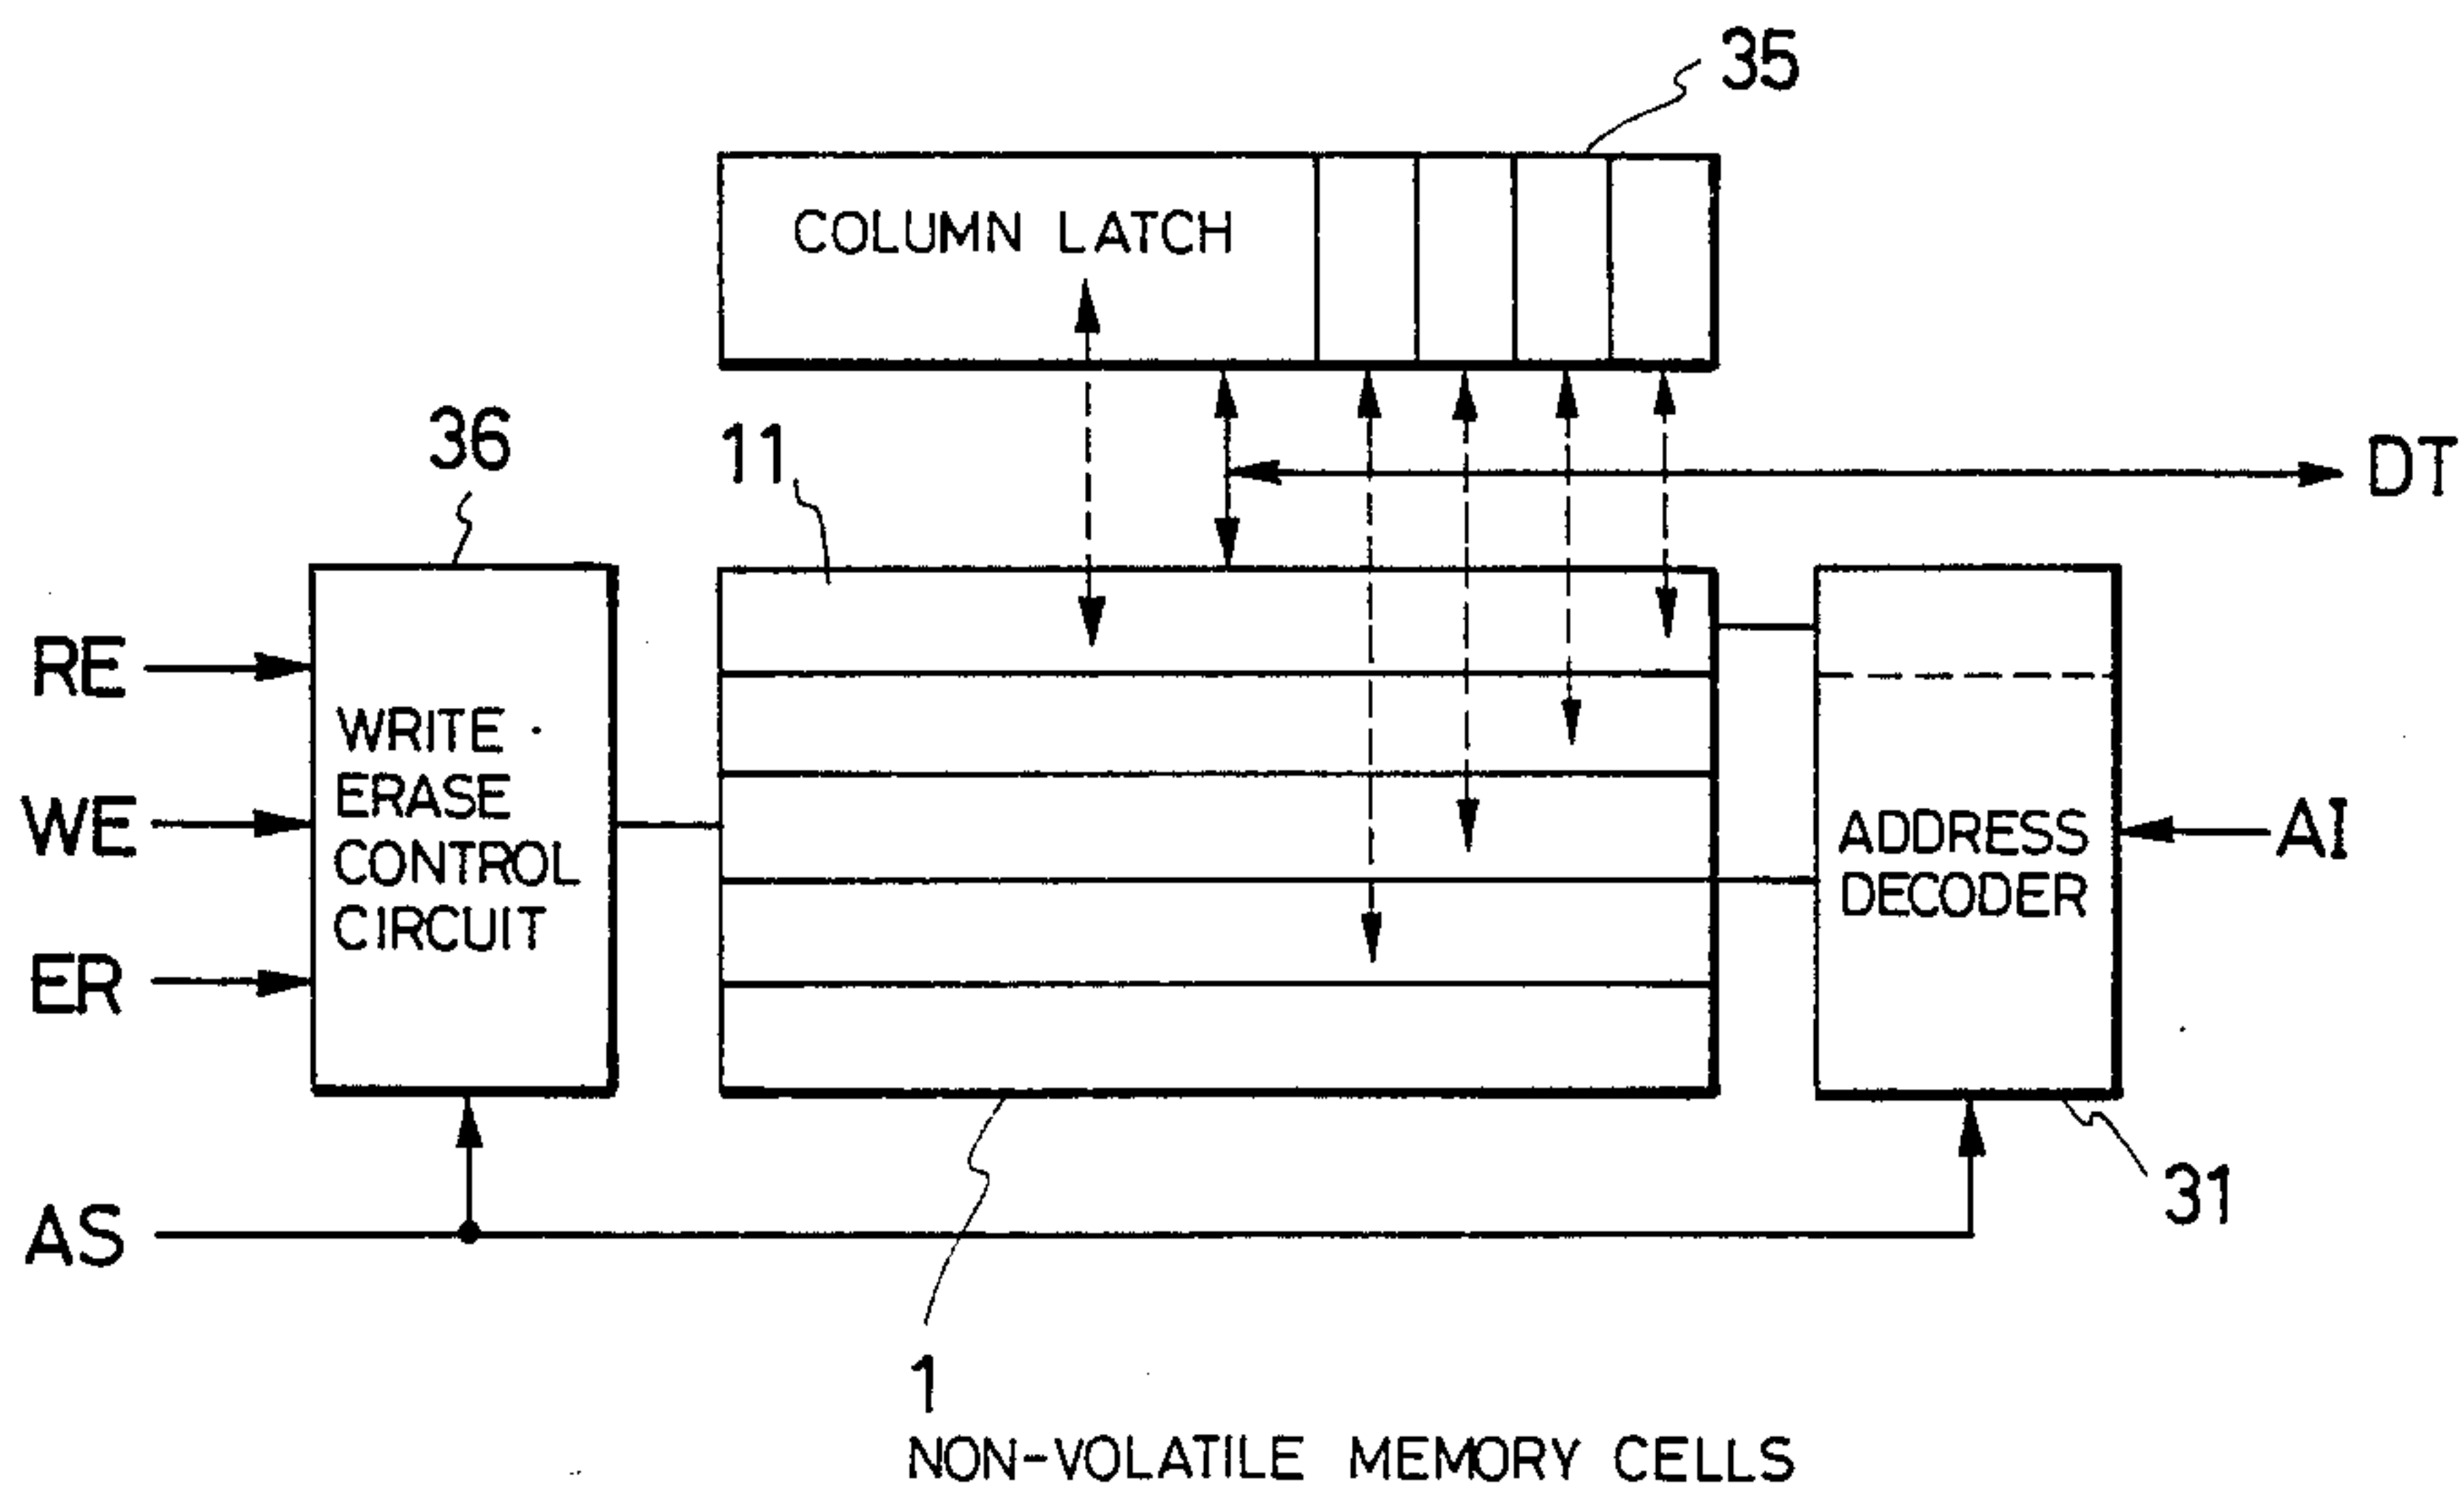 35
COLUMN LATCH
36
11
DT
RE
WRITE ·
ERASE
CONTROL
CIRCUIT
WE
ER
ADDRESS
DECODER
AI
AS
31
1
NON-VOLATILE MEMORY CELLS